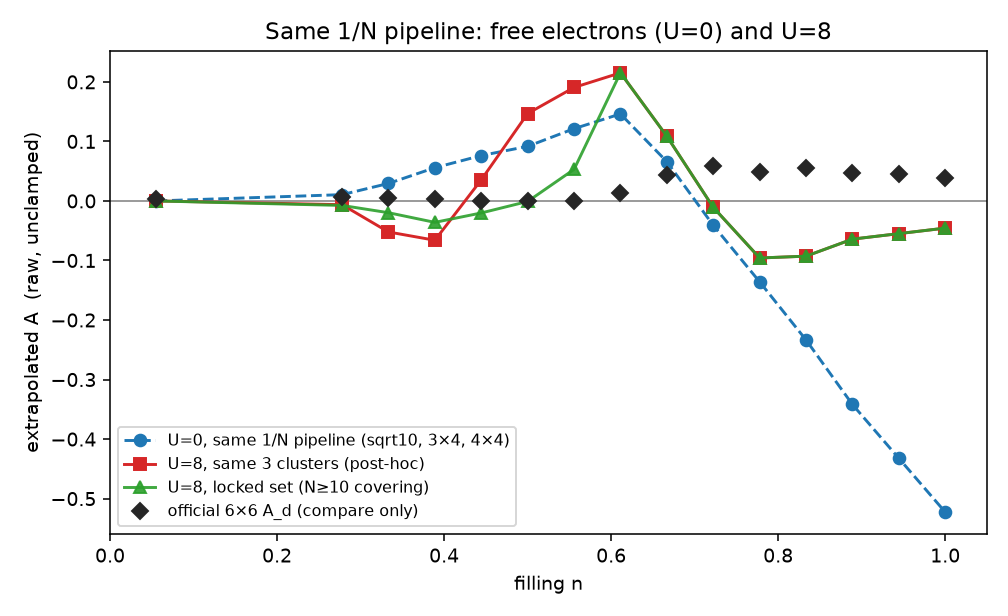 Same 1/N pipeline: free electrons (U=0) and U=8
extrapolated A (raw, unclamped)
0.2
0.1
0.0
−0.1
−0.2
−0.3
−0.4
−0.5
U=0, same 1/N pipeline (sqrt10, 3×4, 4×4)
U=8, same 3 clusters (post-hoc)
U=8, locked set (N≥10 covering)
official 6×6 A_d (compare only)
0.0 0.2 0.4 0.6 0.8 1.0
filling n